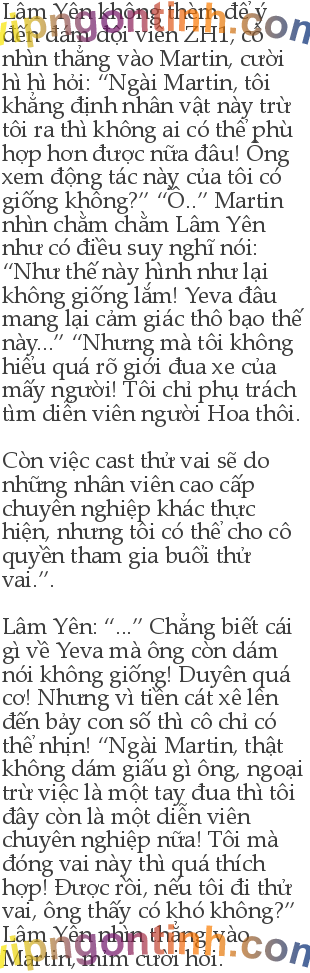 Lâm Yên không thèm để ý
đến đám đội viên ZH1, cô
nhìn thẳng vào Martin, cười
hì hì hỏi: “Ngài Martin, tôi
khẳng định nhân vật này trừ
tôi ra thì không ai có thể phù
hợp hơn được nữa đâu! Ông
xem động tác này của tôi có
giống không?” “Ồ..” Martin
nhìn chằm chằm Lâm Yên
như có điều suy nghĩ nói:
“Như thế này hình như lại
không giống lắm! Yeva đâu
mang lại cảm giác thô bạo thế
này...” “Nhưng mà tôi không
hiểu quá rõ giới đua xe của
mấy người! Tôi chỉ phụ trách
tìm diễn viên người Hoa thôi.
Còn việc cast thử vai sẽ do
những nhân viên cao cấp
chuyên nghiệp khác thực
hiện, nhưng tôi có thể cho cô
quyền tham gia buổi thử
vai.”.
Lâm Yên: “...” Chẳng biết cái
gì về Yeva mà ông còn dám
nói không giống! Duyên quá
cơ! Nhưng vì tiền cát xê lên
đến bảy con số thì cô chỉ có
thể nhịn! “Ngài Martin, thật
không dám giấu gì ông, ngoại
trừ việc là một tay đua thì tôi
đây còn là một diễn viên
chuyên nghiệp nữa! Tôi mà
đóng vai này thì quá thích
hợp! Được rồi, nếu tôi đi thử
vai, ông thấy có khó không?”
Lâm Yên nhìn thẳng vào
Martin, mỉm cười hỏi.
vipngontinh.com
vipngontinh.com